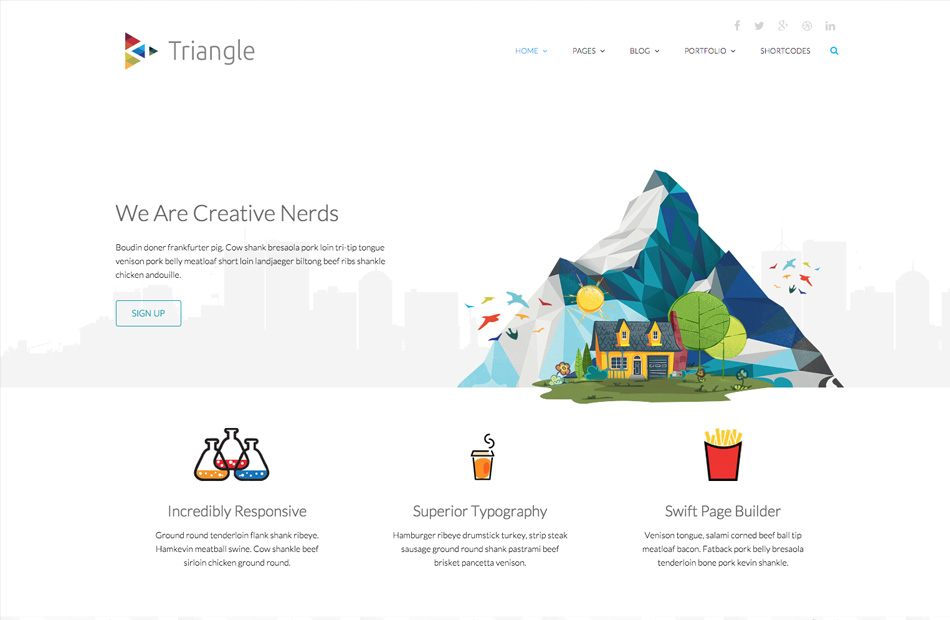 Triangle
HOME
PAGES
BLOG
PORTFOLIO
SHORTCODES
We Are Creative Nerds
Boudin doner frankfurter pig. Cow shank bresaola pork loin tri-tip tongue
venison pork belly meatloaf short loin landjaeger biltong beef ribs shankle
chicken andouille.
SIGN UP
Incredibly Responsive
Ground round tenderloin flank shank ribeye.
Hamkevin meatball swine. Cow shankle beef
sirloin chicken ground round.
Superior Typography
Hamburger ribeye drumstick turkey, strip steak
sausage ground round shank pastrami beef
brisket pancetta venison.
Swift Page Builder
Venison tongue, salami corned beef ball tip
meatloaf bacon. Fatback pork belly bresaola
tenderloin bone pork kevin shankle.